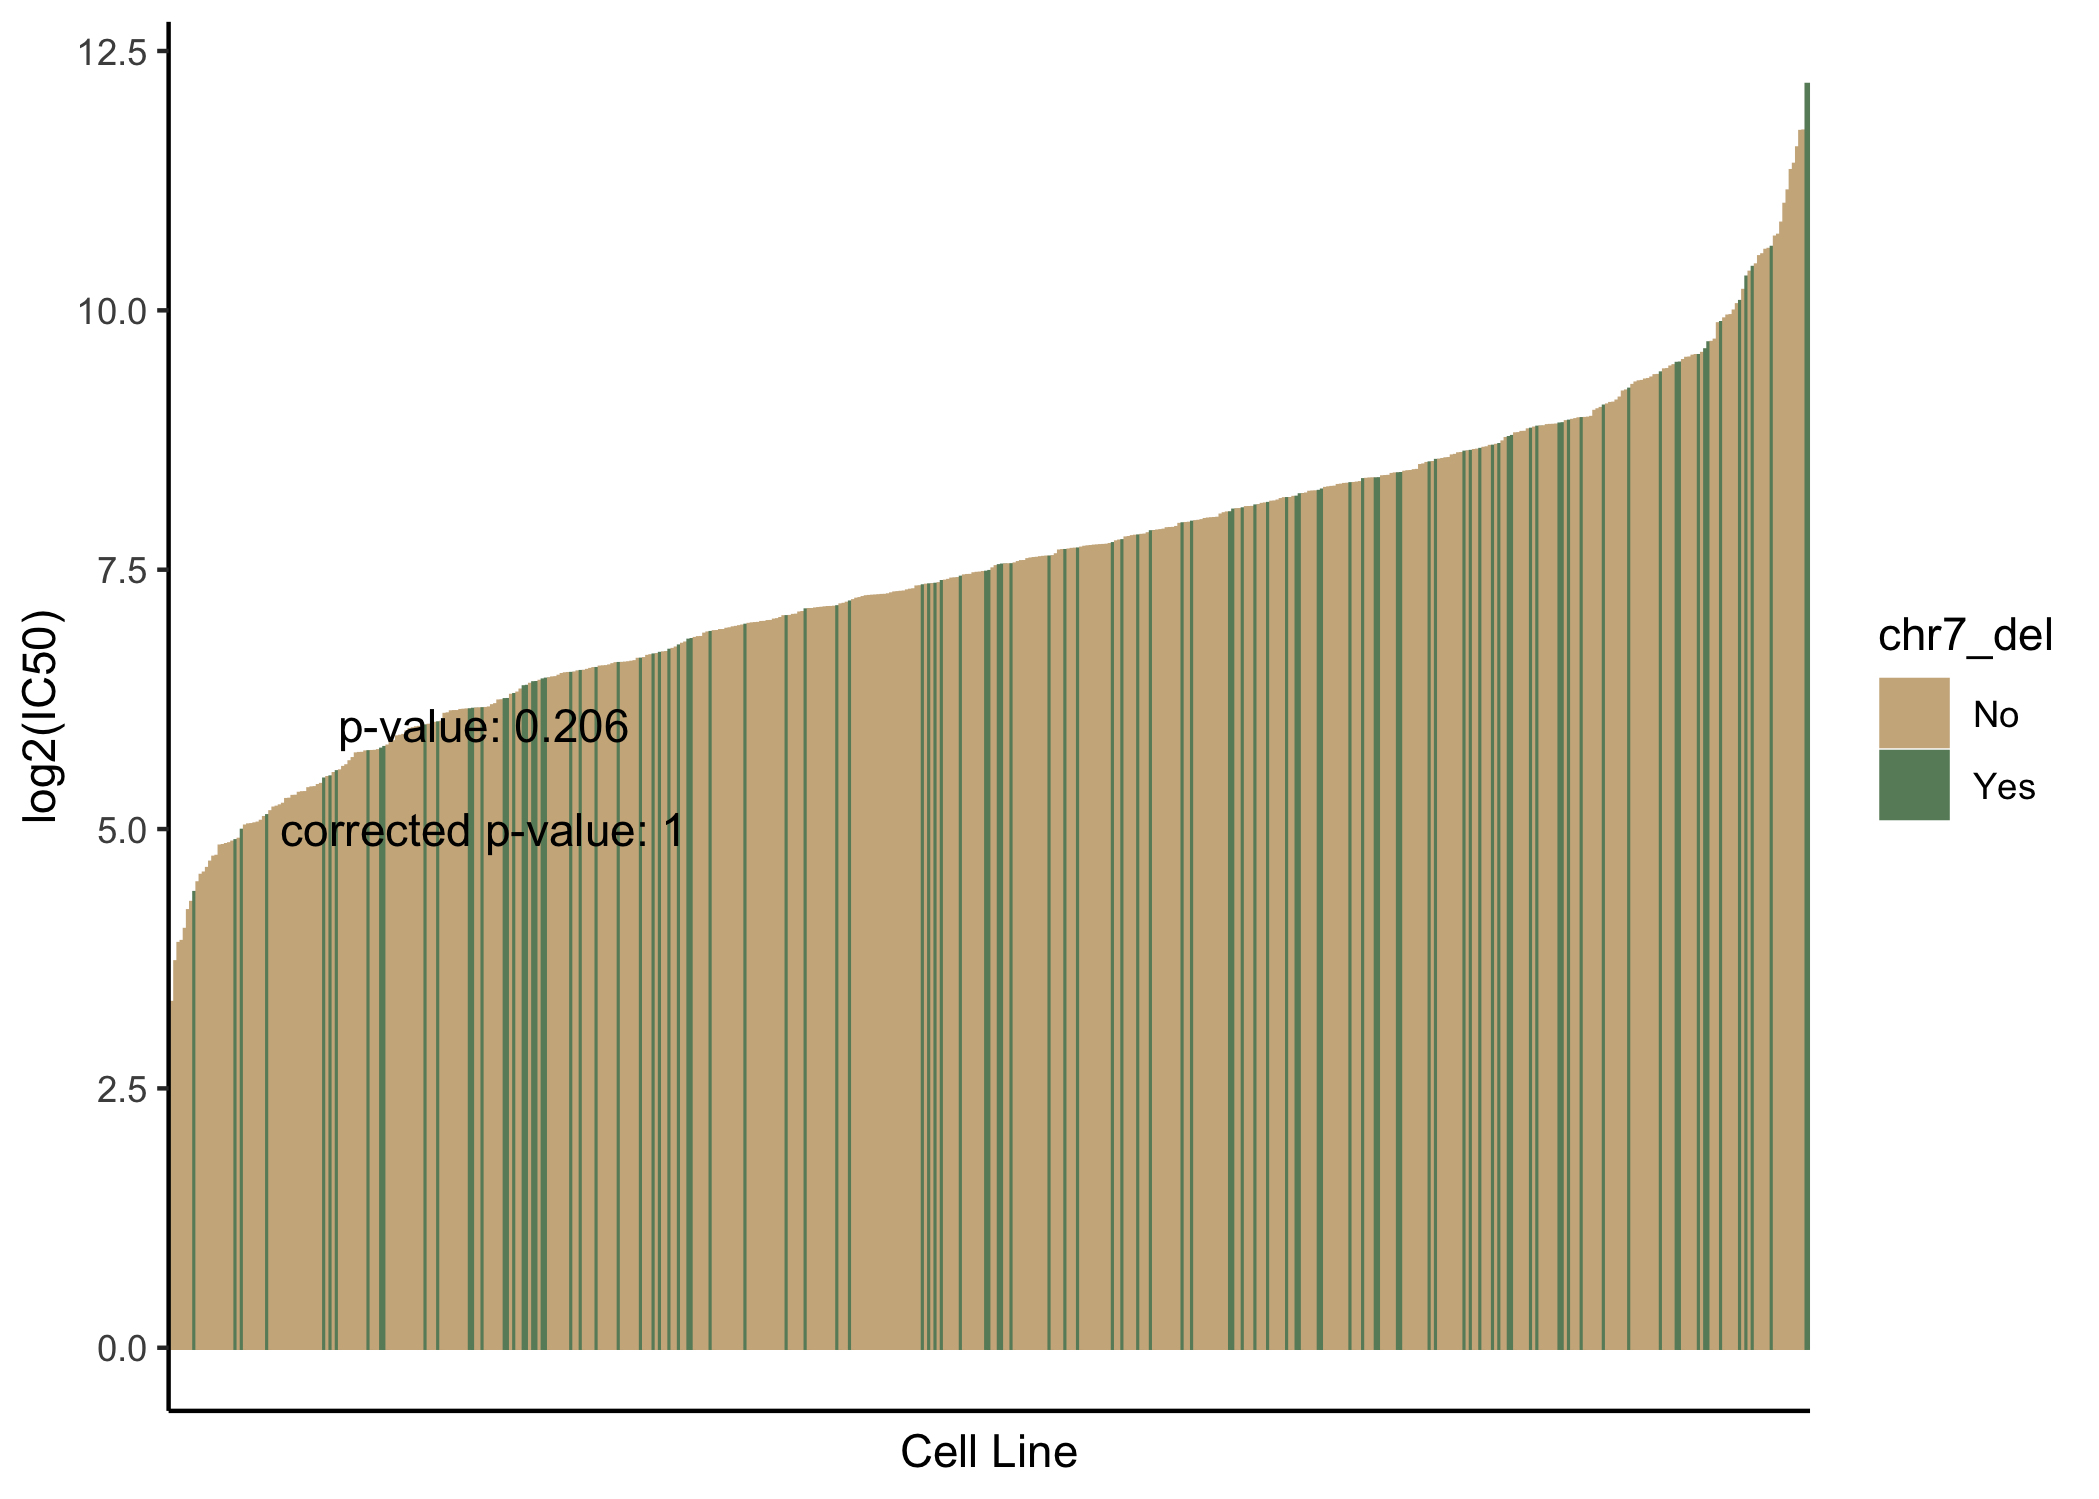 12.5
10.0
7.5
5.0
2.5
0.0
log2(IC50)
p-value: 0.206
corrected p-value: 1
Cell Line
chr7_del
No
Yes